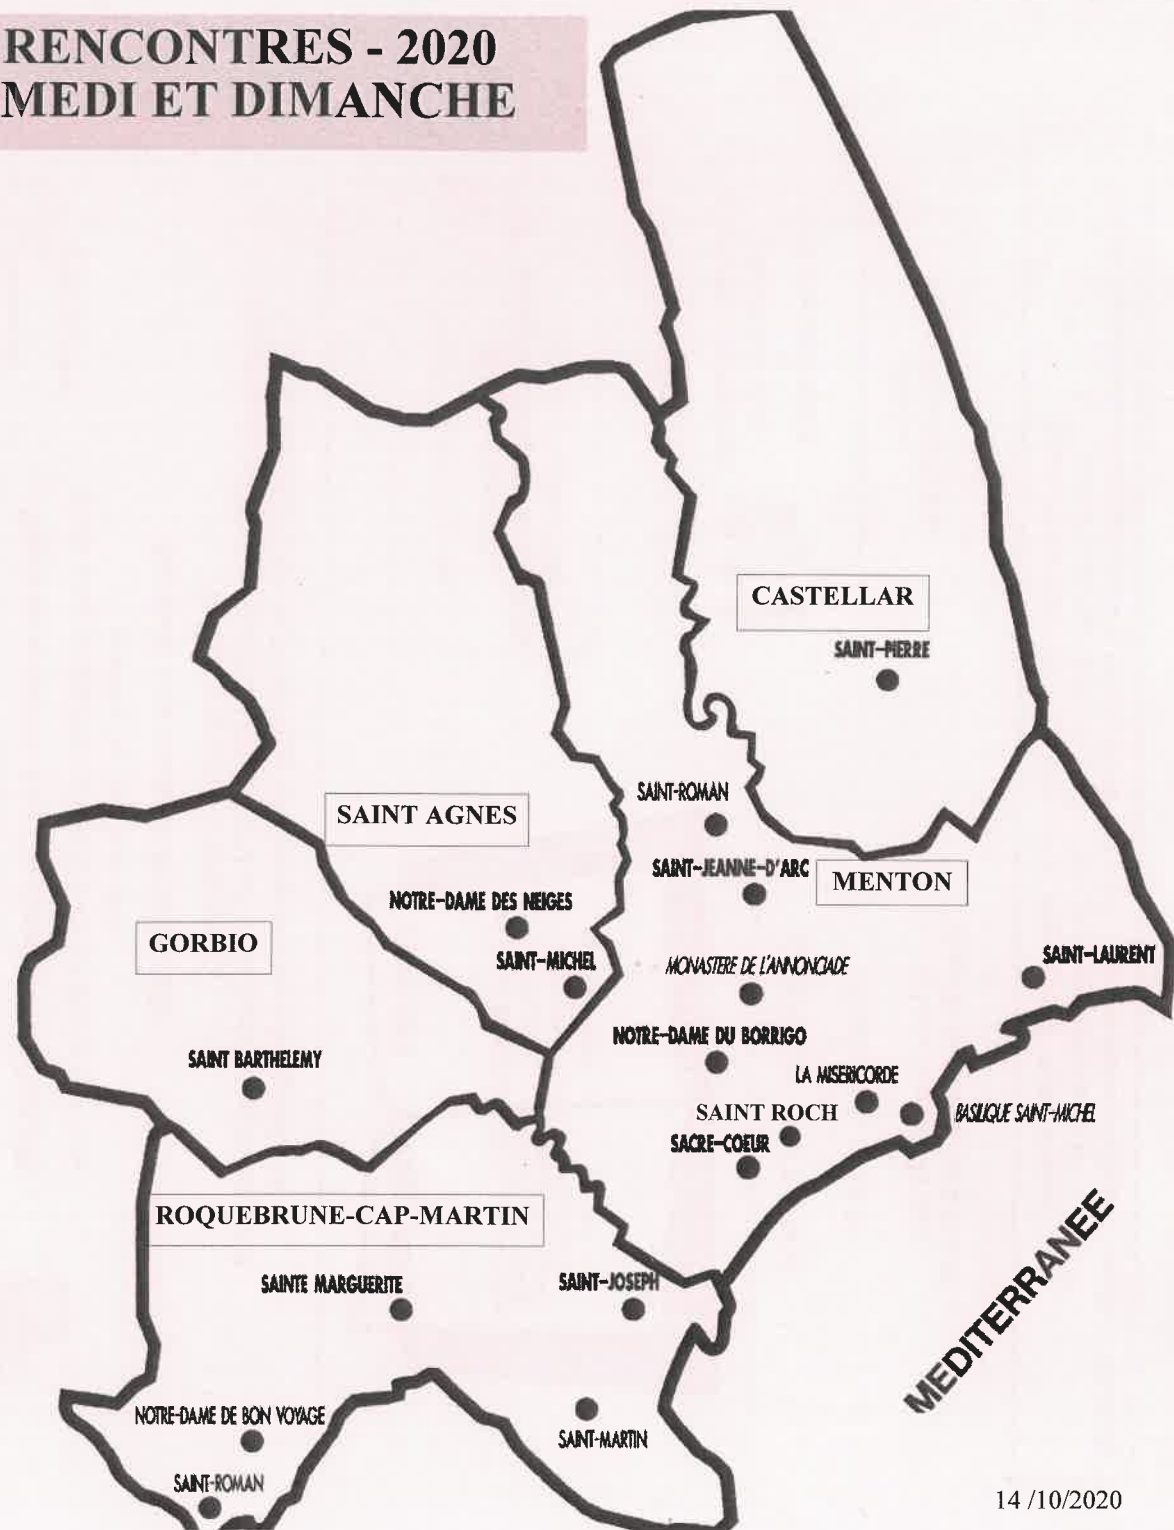 RENCONTRES - 2020
MEDI ET DIMANCHE
CASTELLAR
SAINT-PIERRE
SAINT-ROMAN
SAINT AGNES
SAINT-JEANNE-D'ARC
MENTON
NOTRE-DAME DES NEIGES
GORBIO
SAINT-MICHEL
MONASTERE DE L'ANNONCIADE
SAINT-LAURENT
NOTRE-DAME DU BORRIGO
SAINT BARTHELEMY
LA MISERICORDE
SAINT ROCH
BASILIQUE SAINT-MICHEL
SACRE-COEUR
ROQUEBRUNE-CAP-MARTIN
MEDITERRANEE
SAINTE MARGUERITE
SAINT-JOSEPH
NOTRE-DAME DE BON VOYAGE
SAINT-MARTIN
SAINT-ROMAN
14 /10/2020